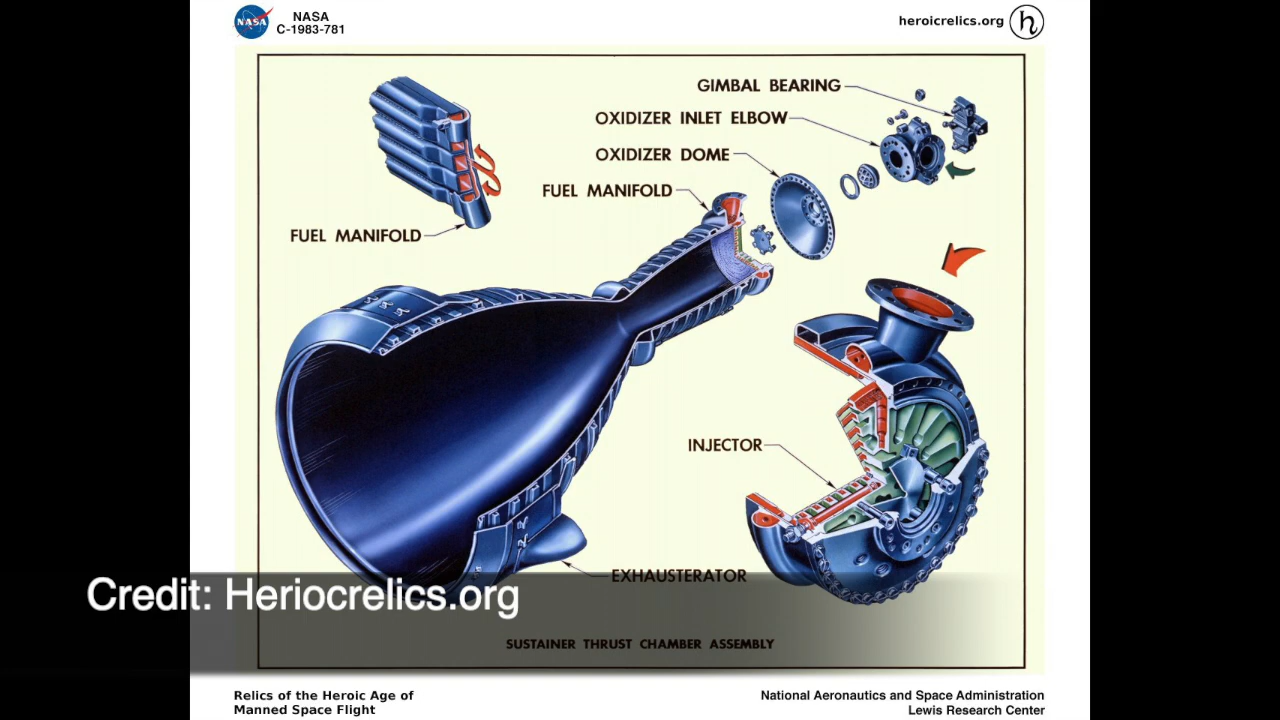 NASA
NASA
C-1983-781
heroicrelics.org
h
GIMBAL BEARING
OXIDIZER INLET ELBOW
OXIDIZER DOME
FUEL MANIFOLD
FUEL MANIFOLD
INJECTOR
EXHAUSTERATOR
Credit: Heriocrelics.org
SUSTAINER THRUST CHAMBER ASSEMBLY
Relics of the Heroic Age of
Manned Space Flight
National Aeronautics and Space Administration
Lewis Research Center